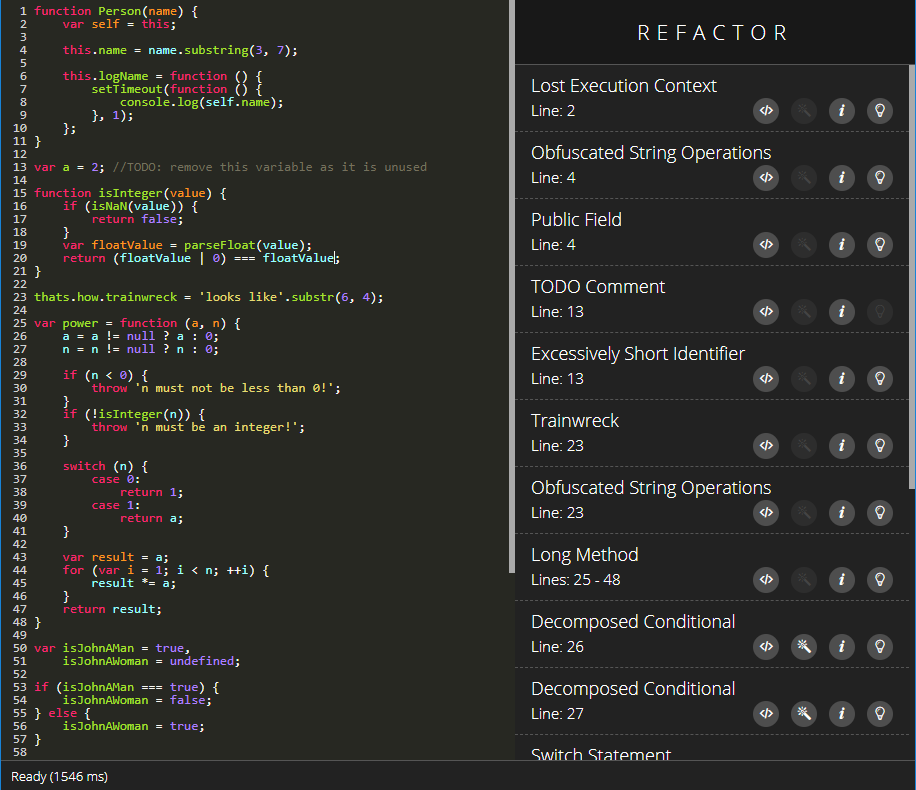 1 function Person(name) {
2     var self = this;
3
4     this.name = name.substring(3, 7);
5
6     this.logName = function () {
7         setTimeout(function () {
8             console.log(self.name);
9         }, 1);
10     };
11 }
12
13 var a = 2; //TODO: remove this variable as it is unused
14
15 function isInteger(value) {
16     if (isNaN(value)) {
17         return false;
18     }
19     var floatValue = parseFloat(value);
20     return (floatValue | 0) === floatValue;
21 }
22
23 thats.how.trainwreck = 'looks like'.substr(6, 4);
24
25 var power = function (a, n) {
26     a = a != null ? a : 0;
27     n = n != null ? n : 0;
28
29     if (n < 0) {
30         throw 'n must not be less than 0!';
31     }
32     if (!isInteger(n)) {
33         throw 'n must be an integer!';
34     }
35
36     switch (n) {
37         case 0:
38             return 1;
39         case 1:
40             return a;
41     }
42
43     var result = a;
44     for (var i = 1; i < n; ++i) {
45         result *= a;
46     }
47     return result;
48 }
49
50 var isJohnAMan = true,
51     isJohnAWoman = undefined;
52
53 if (isJohnAMan === true) {
54     isJohnAWoman = false;
55 } else {
56     isJohnAWoman = true;
57 }
58
REFACTOR
Lost Execution Context
Line: 2
Obfuscated String Operations
Line: 4
Public Field
Line: 4
TODO Comment
Line: 13
Excessively Short Identifier
Line: 13
Trainwreck
Line: 23
Obfuscated String Operations
Line: 23
Long Method
Lines: 25 - 48
Decomposed Conditional
Line: 26
Decomposed Conditional
Line: 27
Switch Statement
Ready (1546 ms)